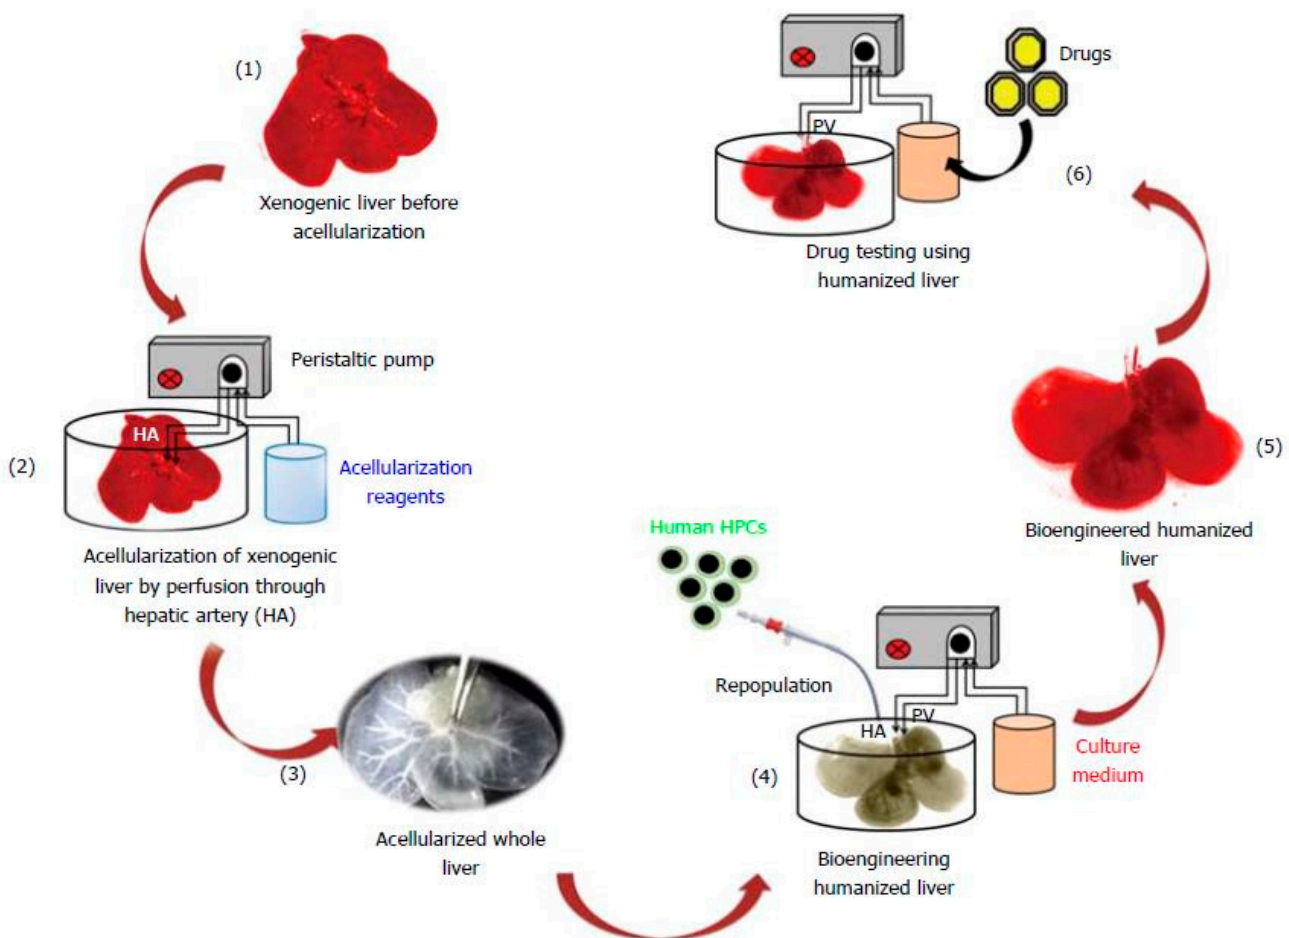 (1)
Xenogenic liver before
acellularization
Peristaltic pump
HA
(2)
Acellularization
reagents
Acellularization of xenogenic
liver by perfusion through
hepatic artery (HA)
(3)
Acellularized whole
liver
Human HPCs
Repopulation
HA
PV
(4)
Culture
medium
Bioengineering
humanized liver
(5)
Bioengineered humanized
liver
Drugs
PV
(6)
Drug testing using
humanized liver